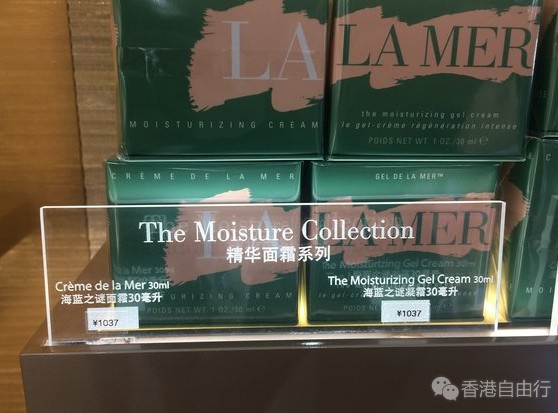 LA
LA MER
the moisturizing gel cream
MOISTURIZING CREAM
le gel-crème régénération intense
POIDS NET WT. 1 OZ/30 ml
CRÈME DE LA MER
GEL DE LA MER™
LA MER
The Moisture Collection
精华面霜系列
Crème de la Mer 30ml
海蓝之谜面霜30毫升
The Moisturizing Gel Cream 30ml
海蓝之谜凝霜30毫升
¥1037
¥1037
香港自由行